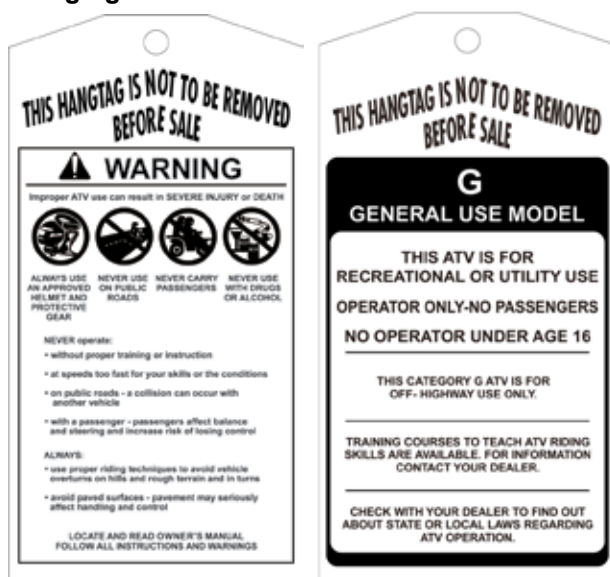 THIS HANGTAG IS NOT TO BE REMOVED
BEFORE SALE
WARNING
Improper ATV use can result in SEVERE INJURY or DEATH
ALWAYS USE
AN APPROVED
HELMET AND
PROTECTIVE
GEAR
NEVER USE
ON PUBLIC
ROADS
NEVER CARRY
PASSENGERS
NEVER USE
WITH DRUGS
OR ALCOHOL
NEVER operate:
• without proper training or instruction
• at speeds too fast for your skills or the conditions
• on public roads - a collision can occur with
another vehicle
• with a passenger - passengers affect balance
and steering and increase risk of losing control
ALWAYS:
• use proper riding techniques to avoid vehicle
overturns on hills and rough terrain and in turns
• avoid paved surfaces - pavement may seriously
affect handling and control
LOCATE AND READ OWNER'S MANUAL
FOLLOW ALL INSTRUCTIONS AND WARNINGS
THIS HANGTAG IS NOT TO BE REMOVED
BEFORE SALE
G
GENERAL USE MODEL
THIS ATV IS FOR
RECREATIONAL OR UTILITY USE
OPERATOR ONLY-NO PASSENGERS
NO OPERATOR UNDER AGE 16
THIS CATEGORY G ATV IS FOR
OFF- HIGHWAY USE ONLY.
TRAINING COURSES TO TEACH ATV RIDING
SKILLS ARE AVAILABLE. FOR INFORMATION
CONTACT YOUR DEALER.
CHECK WITH YOUR DEALER TO FIND OUT
ABOUT STATE OR LOCAL LAWS REGARDING
ATV OPERATION.